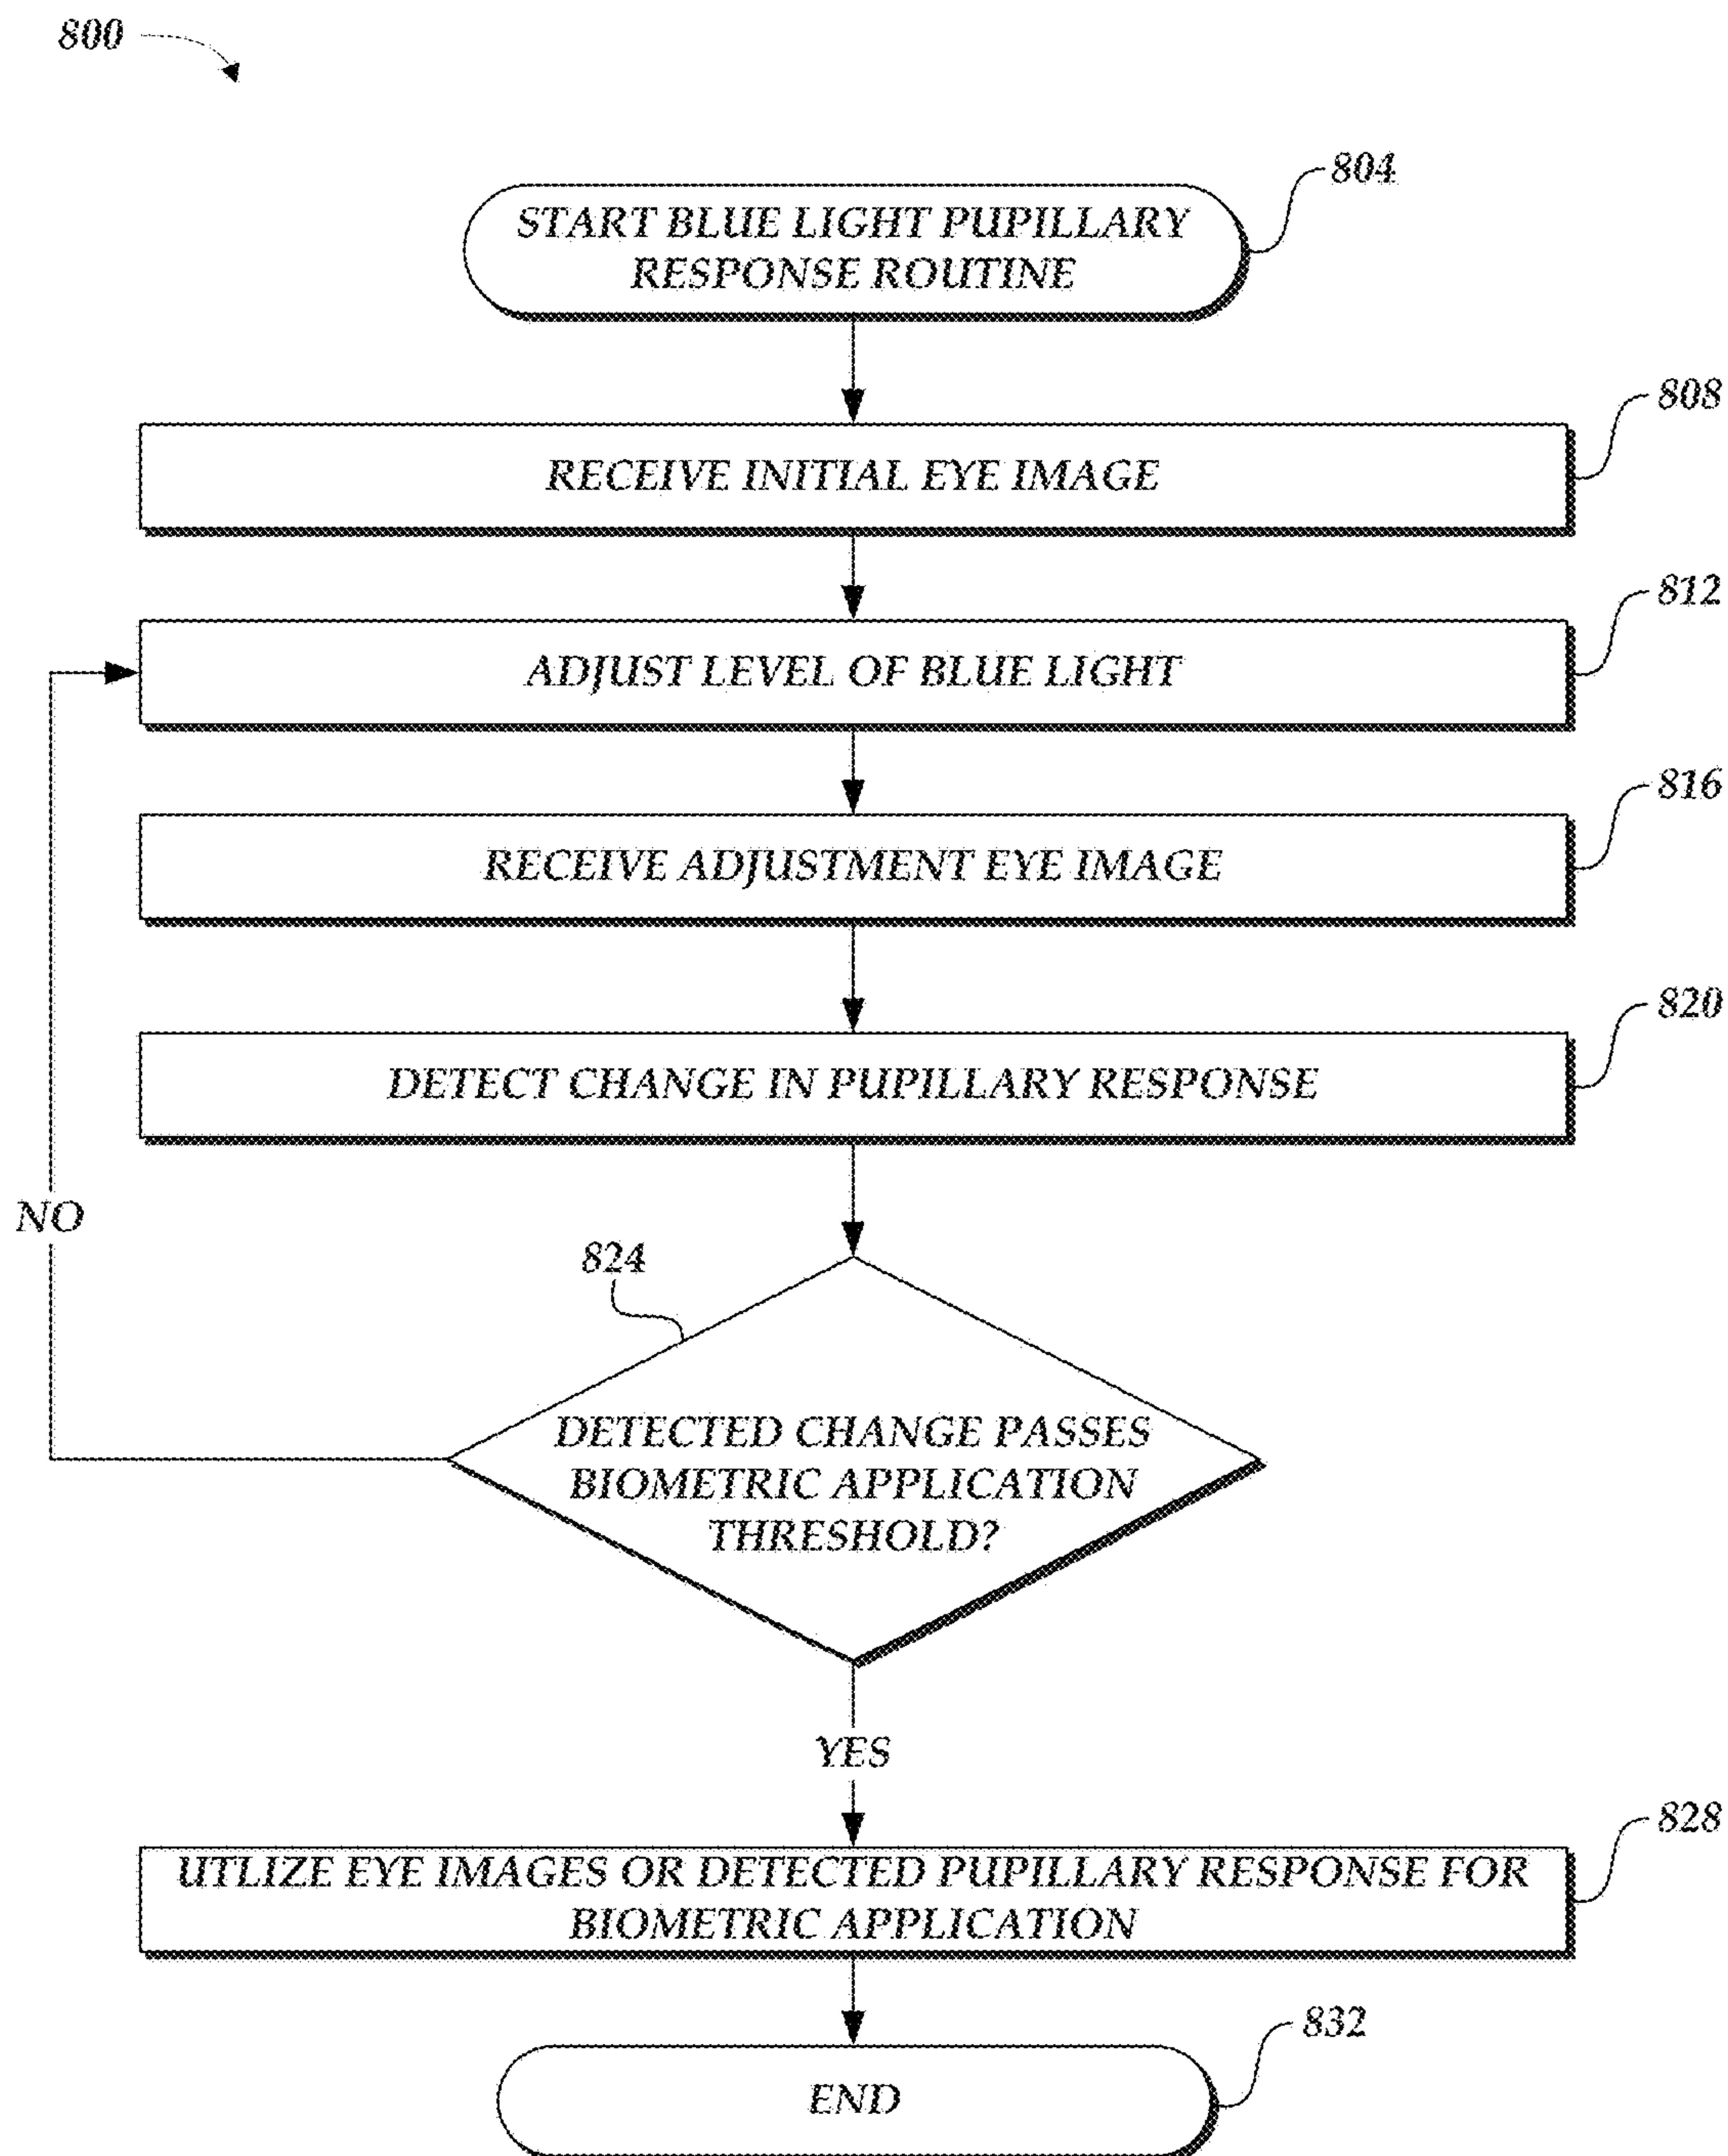 800
804
START BLUE LIGHT PUPILLARY
RESPONSE ROUTINE
808
RECEIVE INITIAL EYE IMAGE
812
ADJUST LEVEL OF BLUE LIGHT
816
RECEIVE ADJUSTMENT EYE IMAGE
820
DETECT CHANGE IN PUPILLARY RESPONSE
NO
824
DETECTED CHANGE PASSES
BIOMETRIC APPLICATION
THRESHOLD?
YES
828
UTLIZE EYE IMAGES OR DETECTED PUPILLARY RESPONSE FOR
BIOMETRIC APPLICATION
832
END